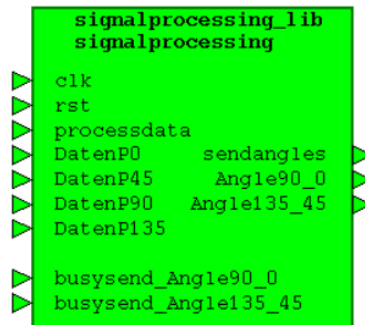 signalprocessing_lib
signalprocessing
clk
rst
processdata
DatenP0 sendangles
DatenP45 Angle90_0
DatenP90 Angle135_45
DatenP135
busysend_Angle90_0
busysend_Angle135_45